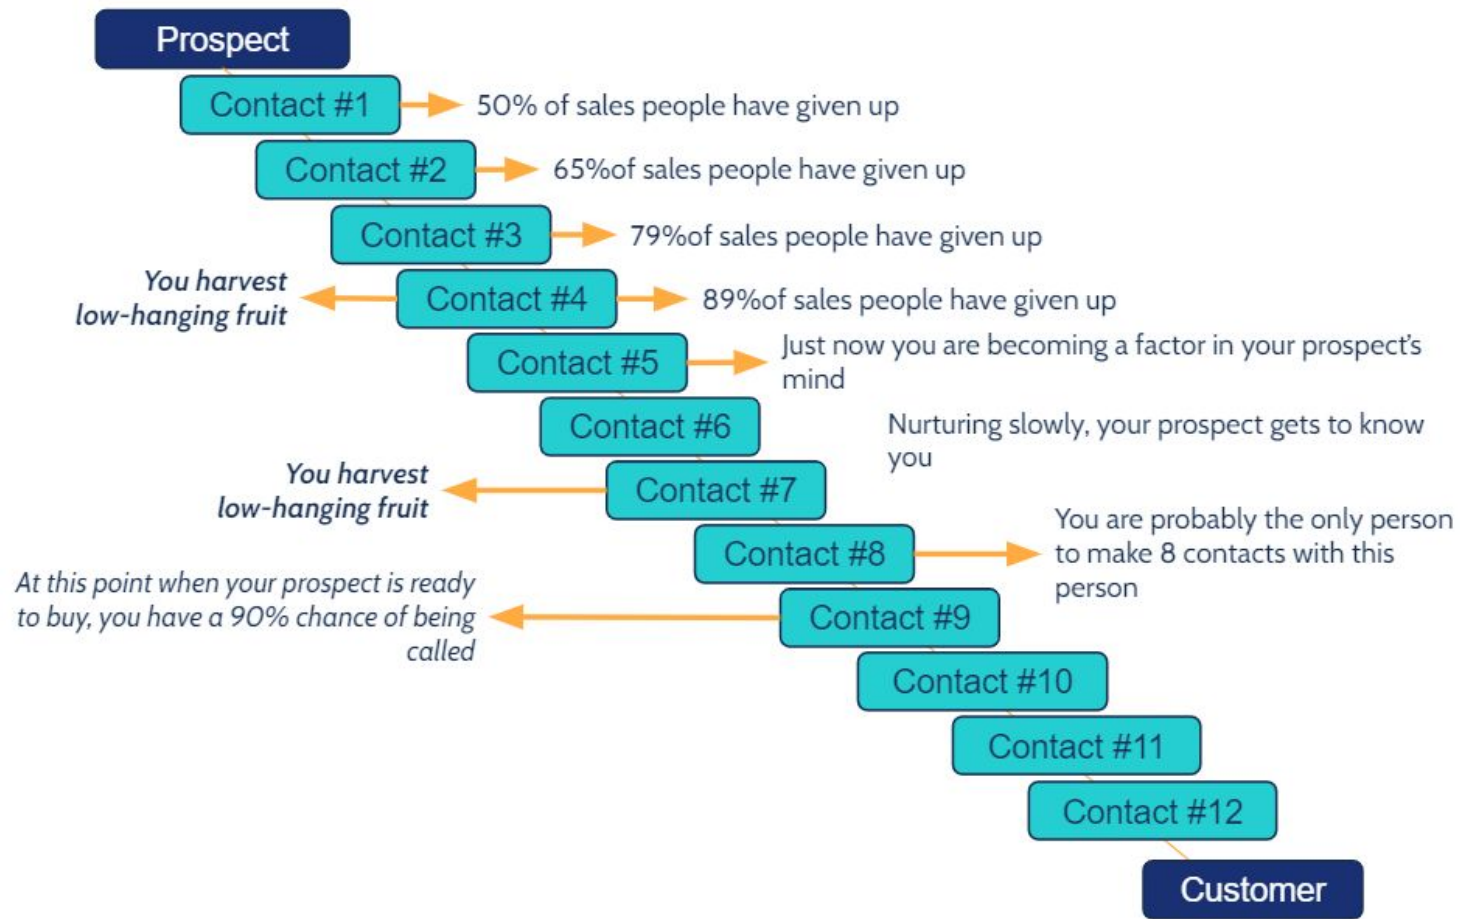 Prospect
Contact #1
50% of sales people have given up
Contact #2
65%of sales people have given up
Contact #3
79%of sales people have given up
You harvest
low-hanging fruit
Contact #4
89%of sales people have given up
Contact #5
Just now you are becoming a factor in your prospect's
mind
Contact #6
Nurturing slowly, your prospect gets to know
you
You harvest
low-hanging fruit
Contact #7
Contact #8
You are probably the only person
to make 8 contacts with this
person
At this point when your prospect is ready
to buy, you have a 90% chance of being
called
Contact #9
Contact #10
Contact #11
Contact #12
Customer